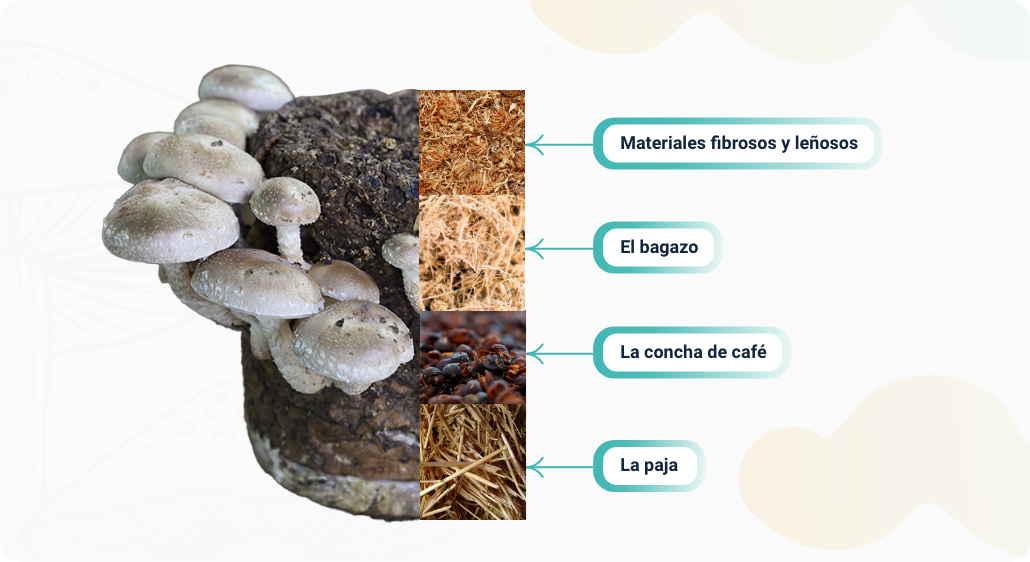 Materiales fibrosos y leñosos
El bagazo
La concha de café
La paja